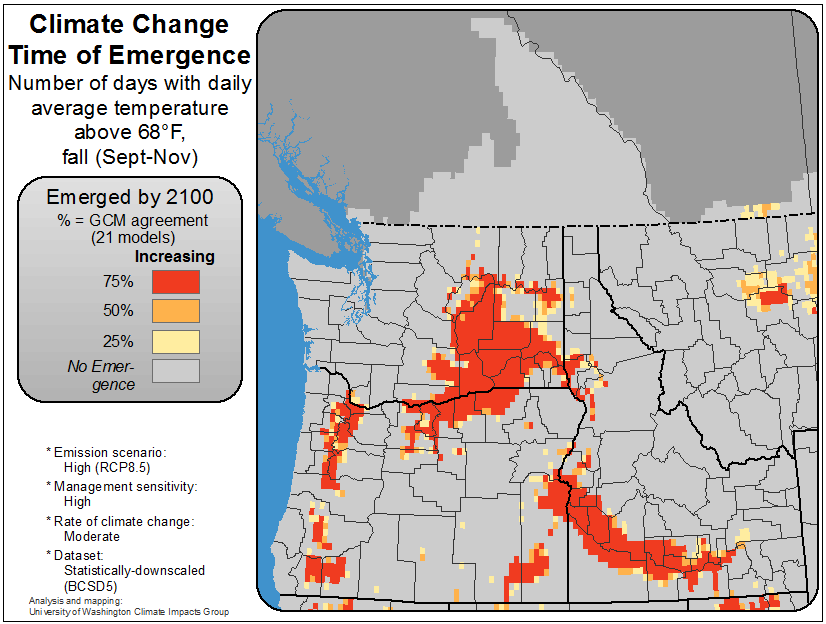 Climate Change
Time of Emergence
Number of days with daily
average temperature
above 68°F,
fall (Sept-Nov)
Emerged by 2100
% = GCM agreement
(21 models)
Increasing
75%
50%
25%
No Emer-
gence
* Emission scenario:
High (RCP8.5)
* Management sensitivity:
High
* Rate of climate change:
Moderate
* Dataset:
Statistically-downscaled
(BCSD5)
Analysis and mapping:
University of Washington Climate Impacts Group